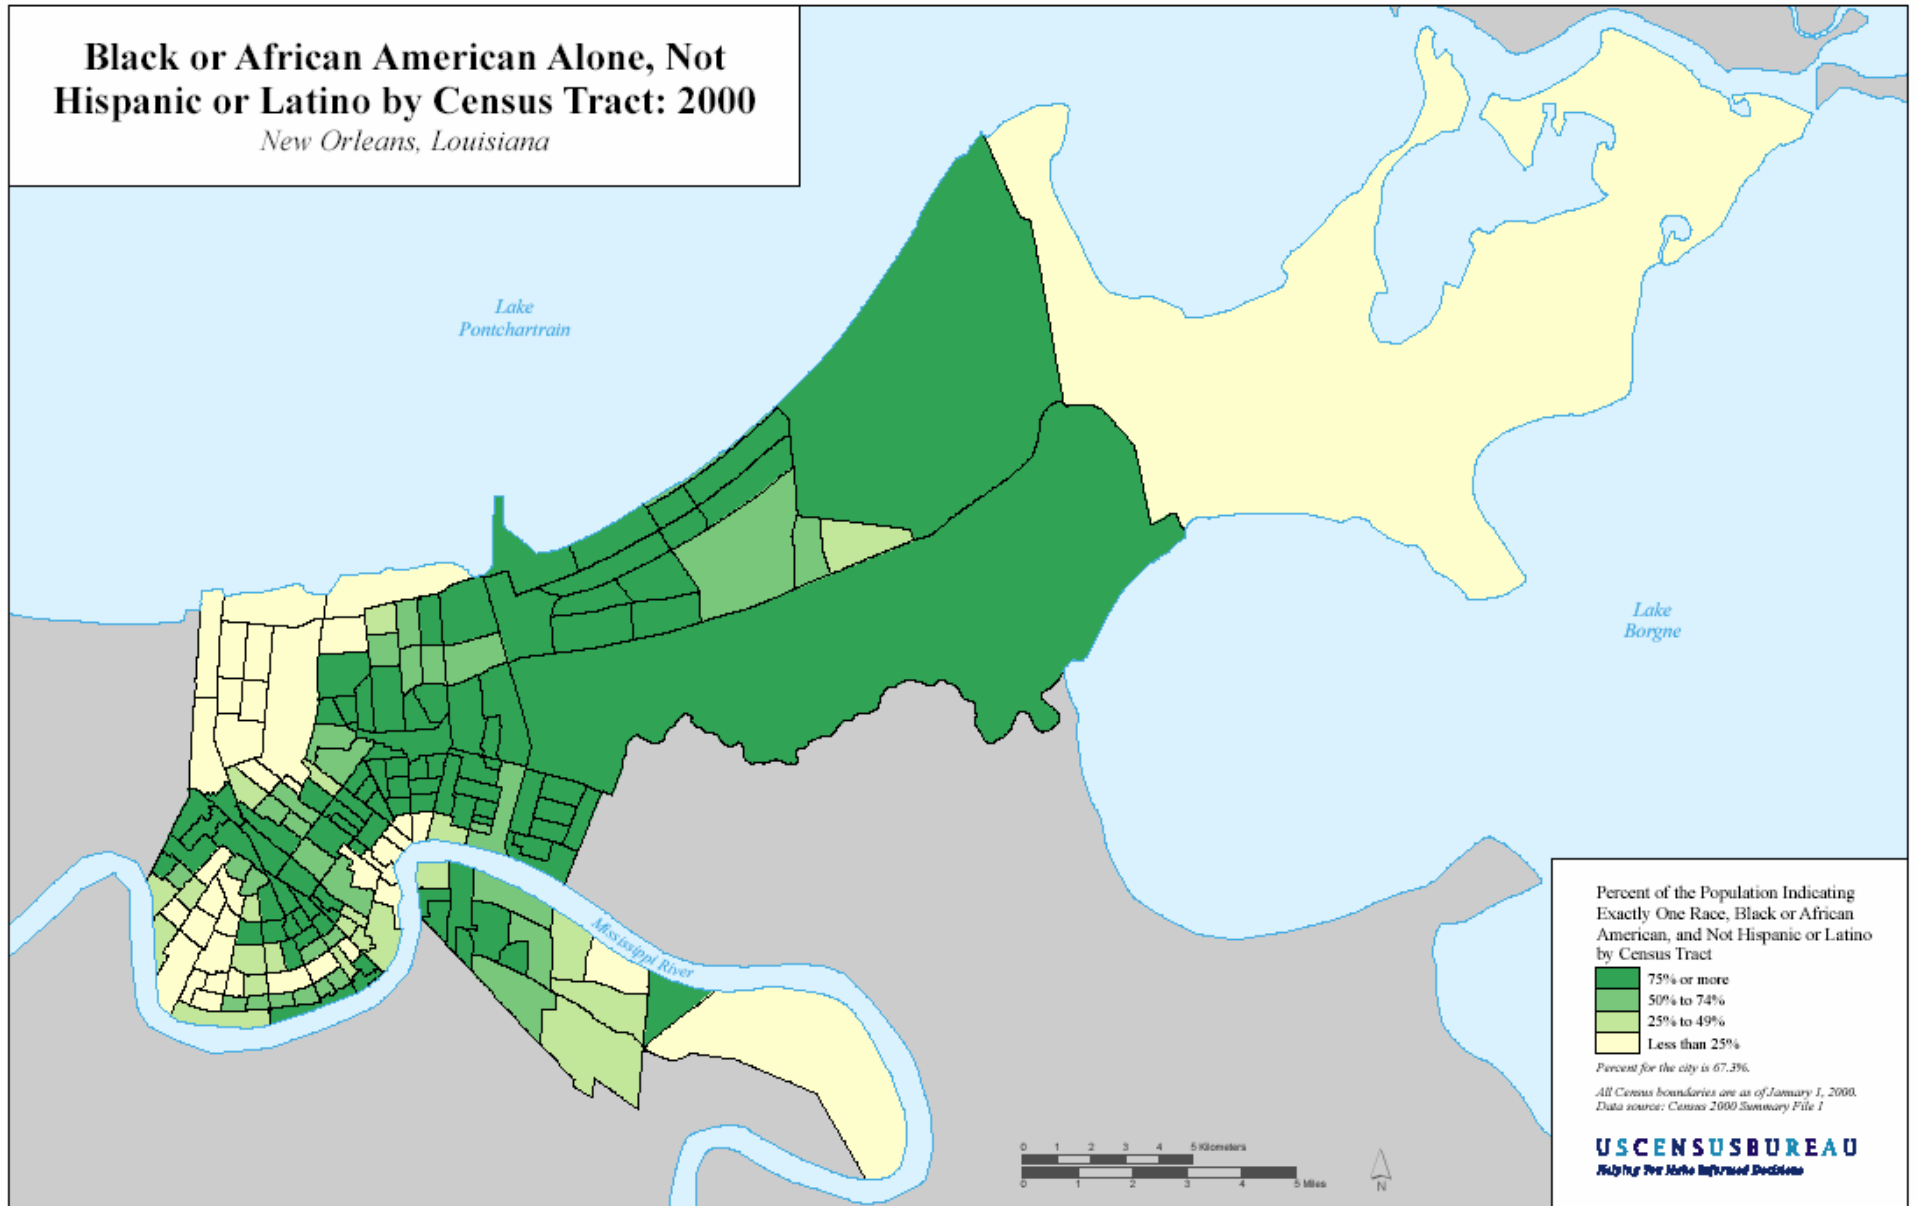 Black or African American Alone, Not
Hispanic or Latino by Census Tract: 2000
New Orleans, Louisiana
Lake
Pontchartrain
Lake
Borgne
Mississippi River
Percent of the Population Indicating
Exactly One Race, Black or African
American, and Not Hispanic or Latino
by Census Tract
75% or more
50% to 74%
25% to 49%
Less than 25%
Percent for the city is 67.3%.
All Census boundaries are as of January 1, 2000.
Data source: Census 2000 Summary File 1
USCENSUSBUREAU
Helping You Make Informed Decisions
0 1 2 3 4 5 Kilometers
0 1 2 3 4 5 Miles
N